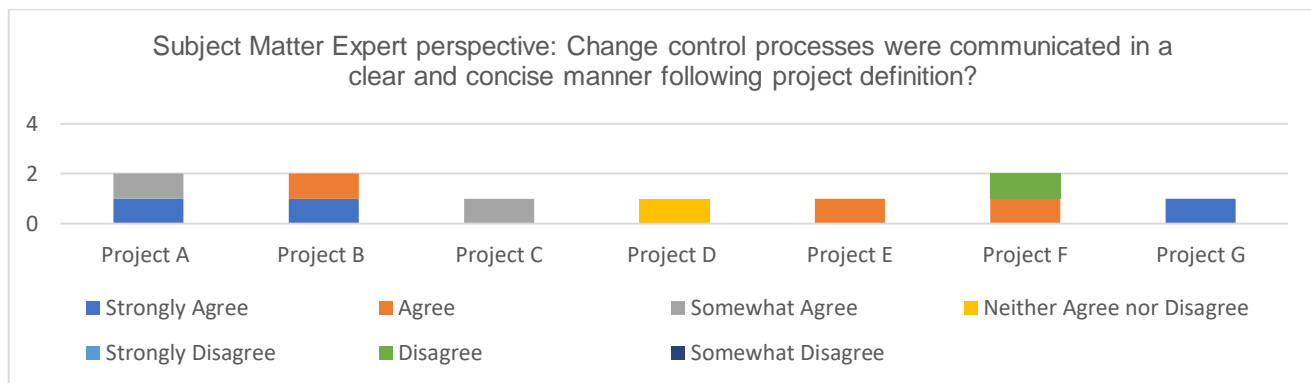 Subject Matter Expert perspective: Change control processes were communicated in a
clear and concise manner following project definition?
4
2
0
Project A Project B Project C Project D Project E Project F Project G
Strongly Agree Agree Somewhat Agree Neither Agree nor Disagree
Strongly Disagree Disagree Somewhat Disagree